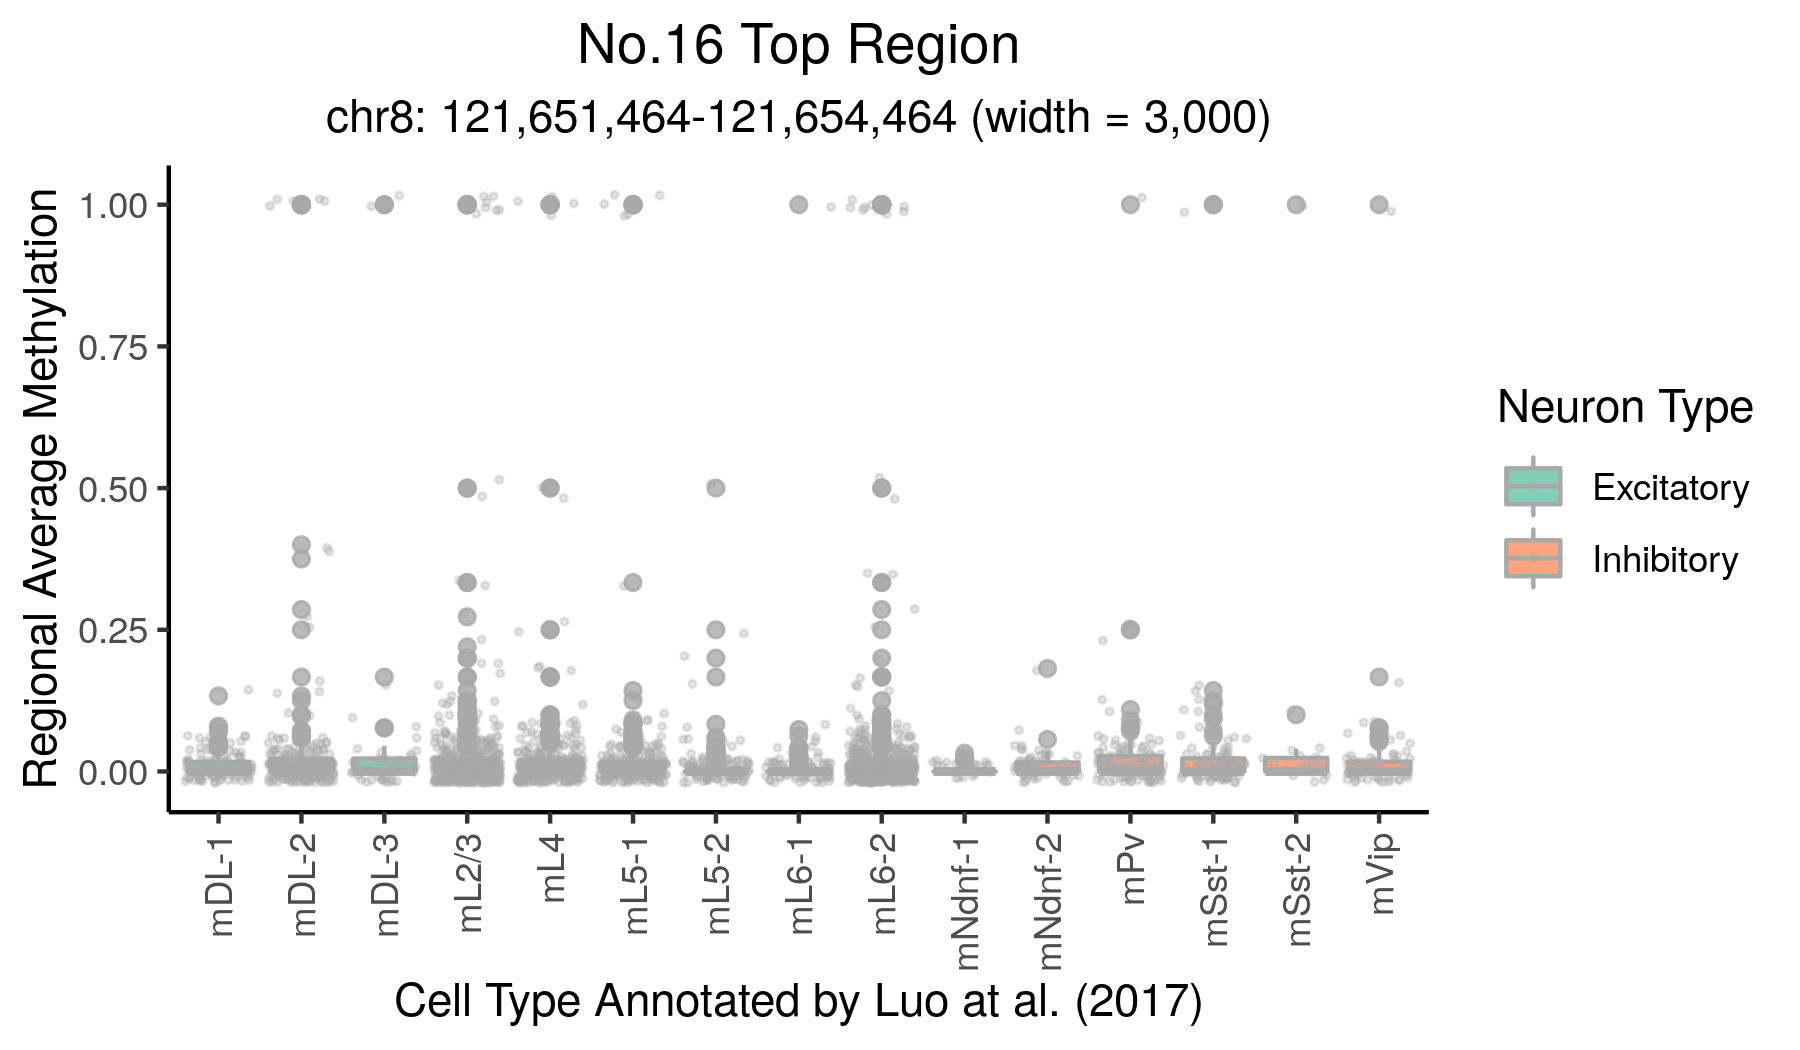 No.16 Top Region
chr8: 121,651,464-121,654,464 (width = 3,000)
Regional Average Methylation
1.00
0.75
0.50
0.25
0.00
mDL-1
mDL-2
mDL-3
mL2/3
mL4
mL5-1
mL5-2
mL6-1
mL6-2
mNdnf-1
mNdnf-2
mPv
mSst-1
mSst-2
mVip
Cell Type Annotated by Luo at al. (2017)
Neuron Type
Excitatory
Inhibitory